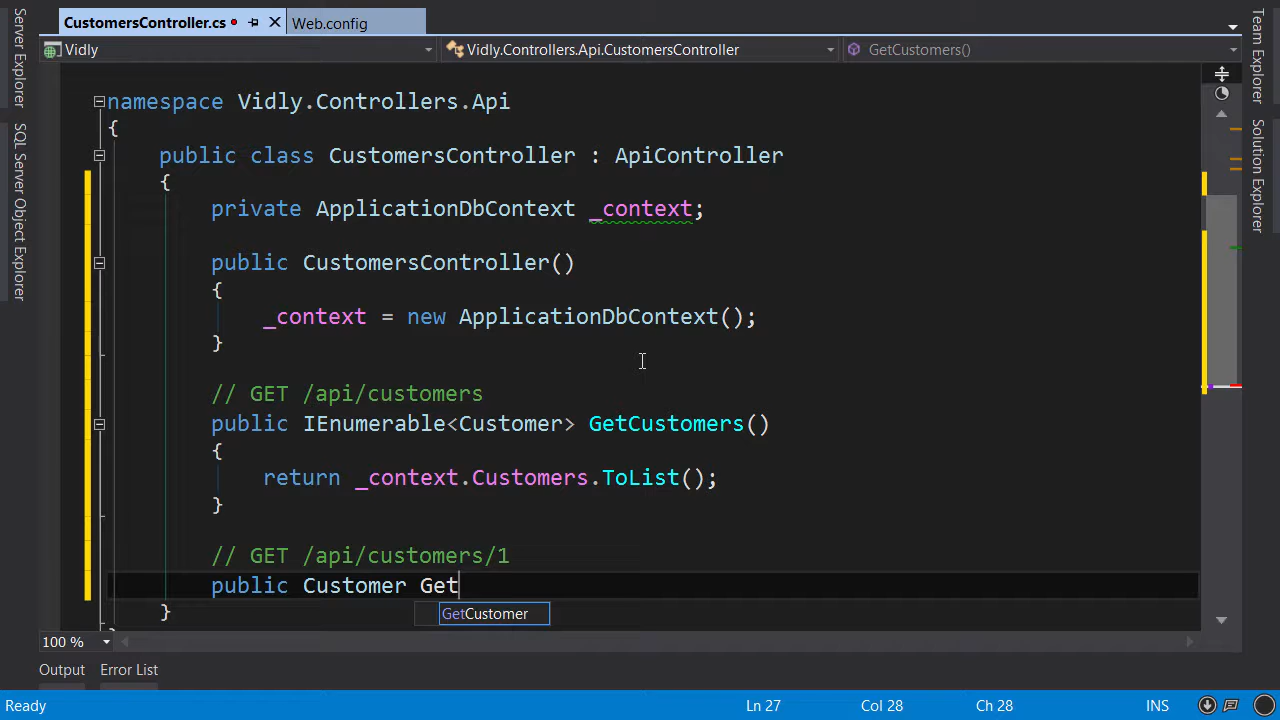 CustomersController.cs Web.config
Vidly Vidly.Controllers.Api.CustomersController GetCustomers()
Server Explorer
SQL Server Object Explorer
Team Explorer
Solution Explorer
namespace Vidly.Controllers.Api
{
public class CustomersController : ApiController
{
private ApplicationDbContext _context;
public CustomersController()
{
_context = new ApplicationDbContext();
}
// GET /api/customers
public IEnumerable<Customer> GetCustomers()
{
return _context.Customers.ToList();
}
// GET /api/customers/1
public Customer Get
GetCustomer
}
}
100 %
Output Error List
Ready Ln 27 Col 28 Ch 28 INS